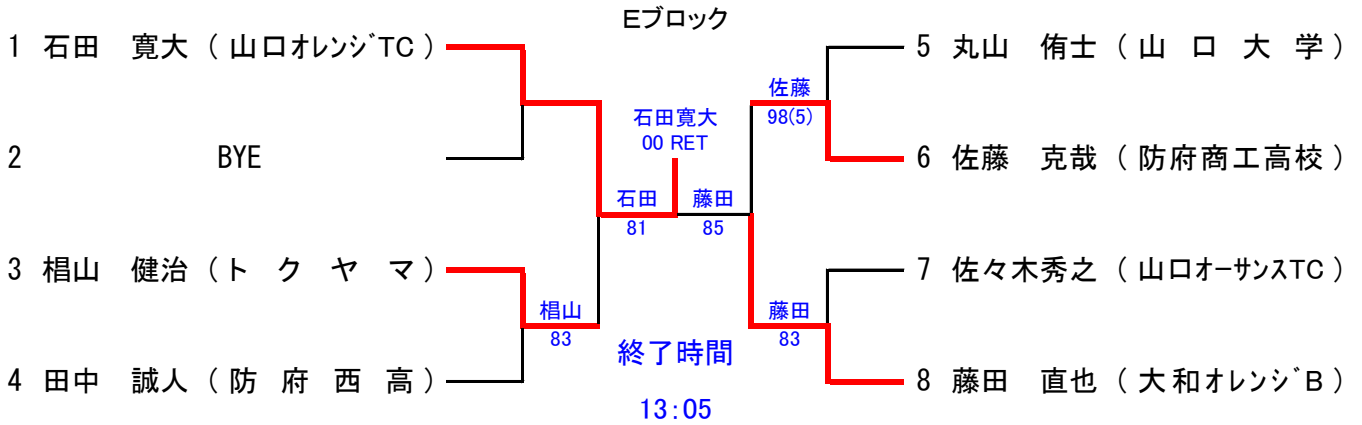 Eブロック
1 石田　寛大 ( 山口オレンジTC )
2 BYE
3 椙山　健治 ( ト ク ヤ マ )
4 田中　誠人 ( 防 府 西 高 )
椙山
83
石田
81
石田寛大
00 RET
藤田
85
佐藤
98(5)
藤田
83
5 丸山　侑士 ( 山 口 大 学 )
6 佐藤　克哉 ( 防府商工高校 )
7 佐々木秀之 ( 山口オーサンスTC )
8 藤田　直也 ( 大和オレンジB )
終了時間
13:05